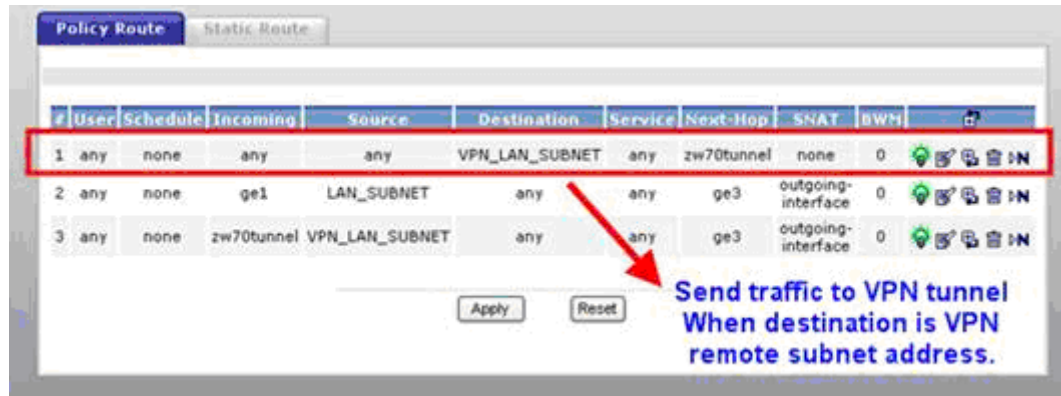 Policy Route Static Route
# User Schedule Incoming Source Destination Service Next-Hop SNAT BWM
1 any none any any VPN_LAN_SUBNET any zw70tunnel none 0 N
2 any none ge1 LAN_SUBNET any any ge3 outgoing-interface 0 N
3 any none zw70tunnel VPN_LAN_SUBNET any any ge3 outgoing-interface 0 N
Apply Reset
Send traffic to VPN tunnel
When destination is VPN
remote subnet address.